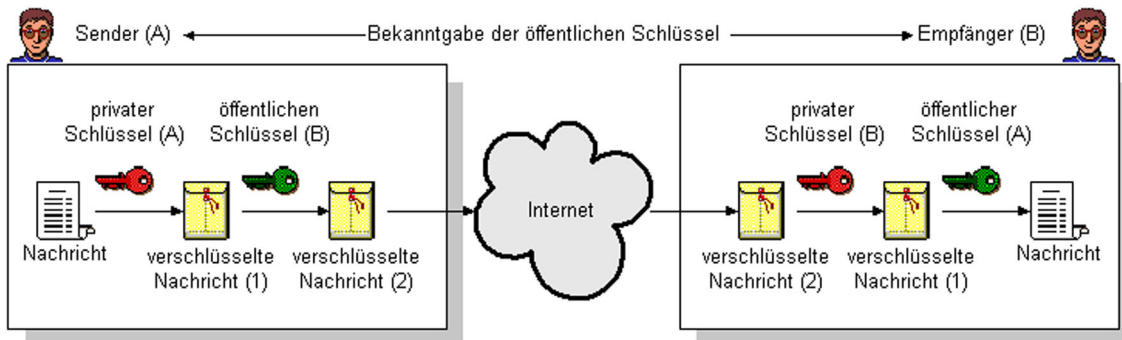 Sender (A)
Bekanntgabe der öffentlichen Schlüssel
Empfänger (B)
privater
Schlüssel (A)
öffentlichen
Schlüssel (B)
Nachricht
verschlüsselte
Nachricht (1)
verschlüsselte
Nachricht (2)
Internet
privater
Schlüssel (B)
öffentlicher
Schlüssel (A)
verschlüsselte
Nachricht (2)
verschlüsselte
Nachricht (1)
Nachricht